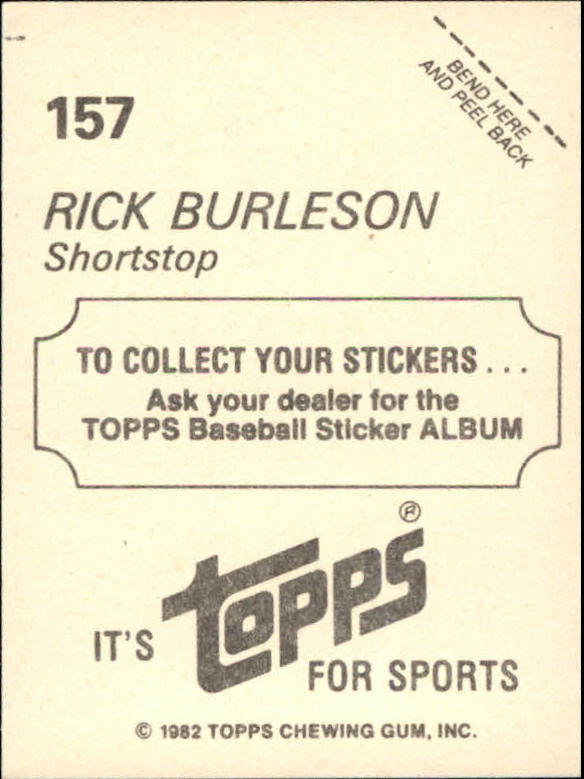 BEND HERE
AND PEEL BACK
157
RICK BURLESON
Shortstop
TO COLLECT YOUR STICKERS...
Ask your dealer for the
TOPPS Baseball Sticker ALBUM
IT'S topps® FOR SPORTS
© 1982 TOPPS CHEWING GUM, INC.